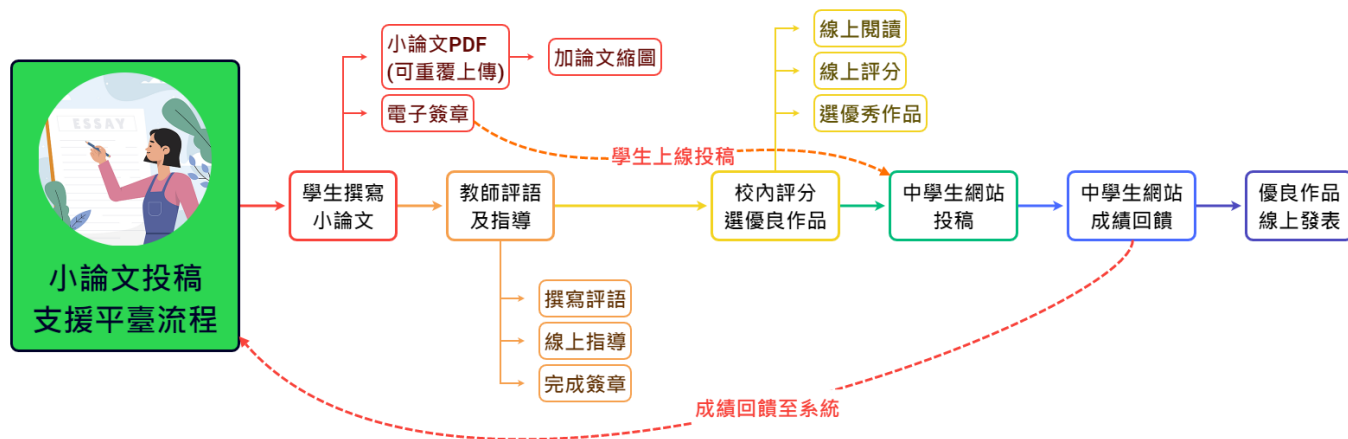 ESSAY
小論文投稿
支援平臺流程
學生撰寫
小論文
小論文PDF
(可重覆上傳)
加論文縮圖
電子簽章
教師評語
及指導
撰寫評語
線上指導
完成簽章
校內評分
選優良作品
線上閱讀
線上評分
選優秀作品
學生上線投稿
中學生網站
投稿
中學生網站
成績回饋
優良作品
線上發表
成績回饋至系統